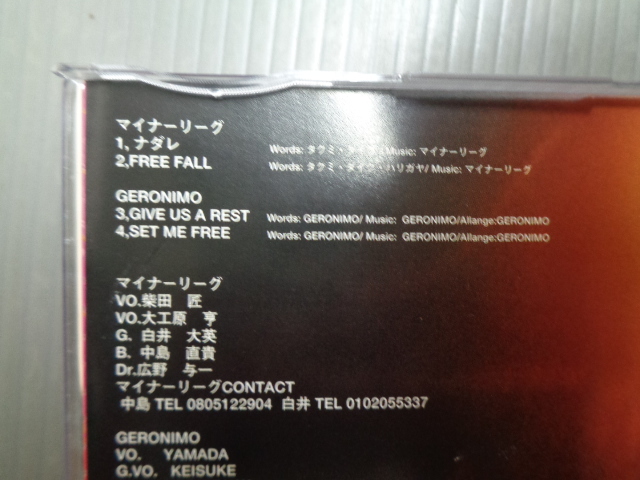 マイナーリーグ
1, ナダレ Words: タクミ・ Music: マイナーリーグ
2,FREE FALL Words: タクミ・ダイク・ハリガヤ/ Music: マイナーリーグ
GERONIMO
3,GIVE US A REST Words: GERONIMO/ Music: GERONIMO/Allange:GERONIMO
4,SET ME FREE Words: GERONIMO/ Music: GERONIMO/Allange:GERONIMO
マイナーリーグ
VO.柴田 匠
VO.大工原 亨
G. 白井 大英
B. 中島 直貴
Dr.広野 与一
マイナーリーグCONTACT
中島 TEL 0805122904 白井 TEL 0102055337
GERONIMO
VO. YAMADA
G.VO. KEISUKE